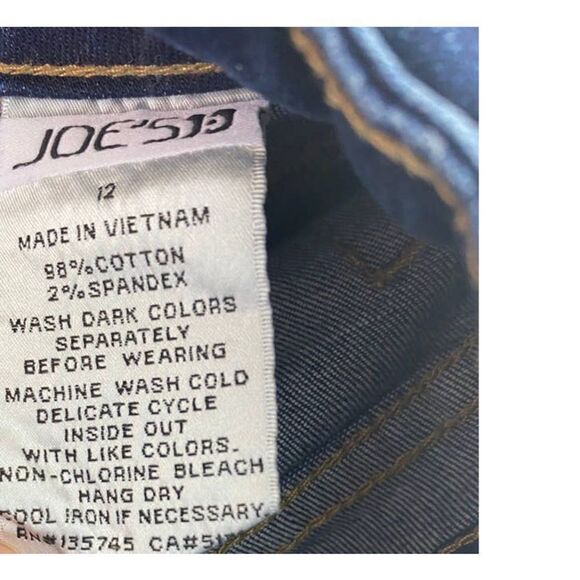 JOE'S
12
MADE IN VIETNAM
98%COTTON
2%SPANDEX
WASH DARK COLORS
SEPARATELY
BEFORE WEARING
MACHINE WASH COLD
DELICATE CYCLE
INSIDE OUT
WITH LIKE COLORS.
NON-CHLORINE BLEACH
HANG DRY
COOL IRON IF NECESSARY
RN#135745 CA#